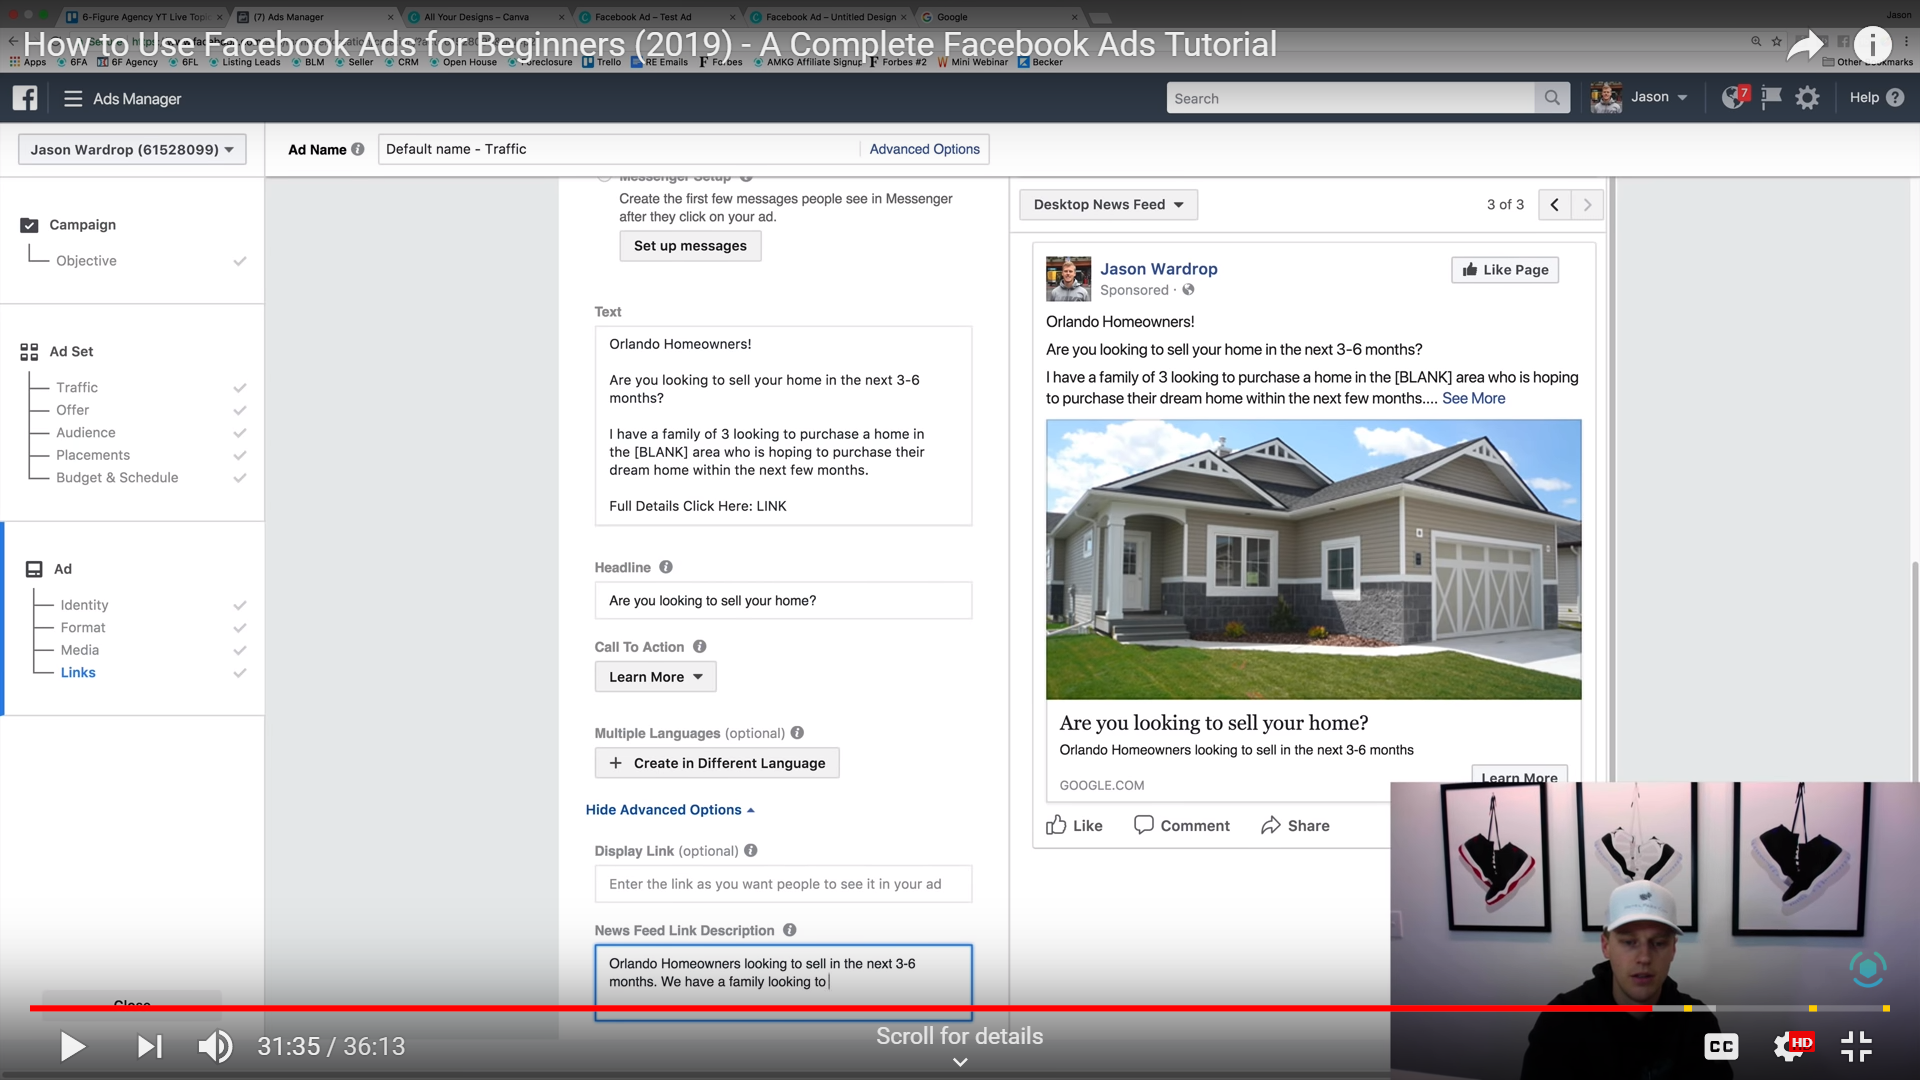 6-Figure Agency YT Live Topi
(7) Ads Manager
All Your Designs – Canva
Facebook Ad – Test Ad
Facebook Ad – Untitled Design
Google
Jason
How to Use Facebook Ads for Beginners (2019) - A Complete Facebook Ads Tutorial
Apps
6FA
6F Agency
6FL
Listing Leads
BLM
Seller
CRM
Open House
Foreclosure
Trello
RE Emails
Forbes
AMKG Affiliate Signup
Forbes #2
Mini Webinar
Becker
Other Bookmarks
Ads Manager
Search
Jason
7
Help
Jason Wardrop (61528099)
Ad Name
Default name - Traffic
Advanced Options
Campaign
Objective
Ad Set
Traffic
Offer
Audience
Placements
Budget & Schedule
Ad
Identity
Format
Media
Links
Close
Messenger Setup
Create the first few messages people see in Messenger
after they click on your ad.
Set up messages
Text
Orlando Homeowners!
Are you looking to sell your home in the next 3-6
months?
I have a family of 3 looking to purchase a home in
the [BLANK] area who is hoping to purchase their
dream home within the next few months.
Full Details Click Here: LINK
Headline
Are you looking to sell your home?
Call To Action
Learn More
Multiple Languages (optional)
+ Create in Different Language
Hide Advanced Options
Display Link (optional)
Enter the link as you want people to see it in your ad
News Feed Link Description
Orlando Homeowners looking to sell in the next 3-6
months. We have a family looking to
Desktop News Feed
3 of 3
Jason Wardrop
Sponsored ·
Like Page
Orlando Homeowners!
Are you looking to sell your home in the next 3-6 months?
I have a family of 3 looking to purchase a home in the [BLANK] area who is hoping
to purchase their dream home within the next few months.... See More
Are you looking to sell your home?
Orlando Homeowners looking to sell in the next 3-6 months
GOOGLE.COM
Learn More
Like
Comment
Share
31:35 / 36:13
Scroll for details
CC
HD